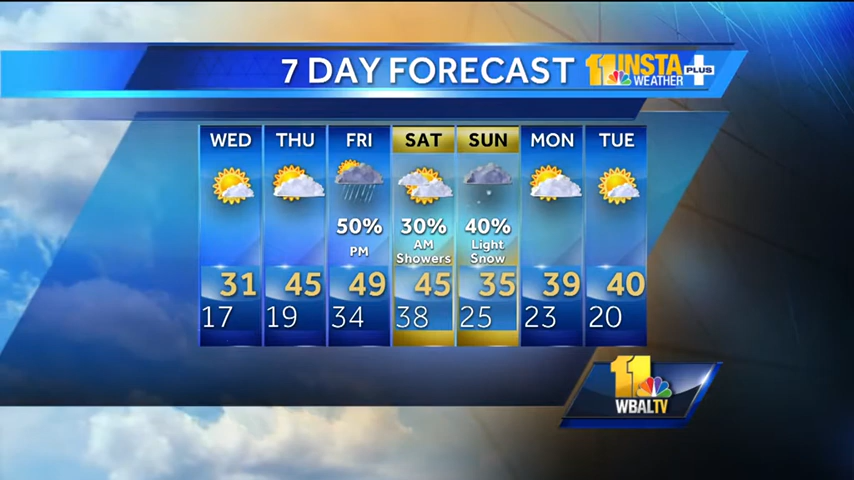 7 DAY FORECAST 11 INSTA WEATHER PLUS
WED THU FRI SAT SUN MON TUE
50% 30% 40%
PM AM Light
Showers Snow
31 45 49 45 35 39 40
17 19 34 38 25 23 20
11
WBALTV